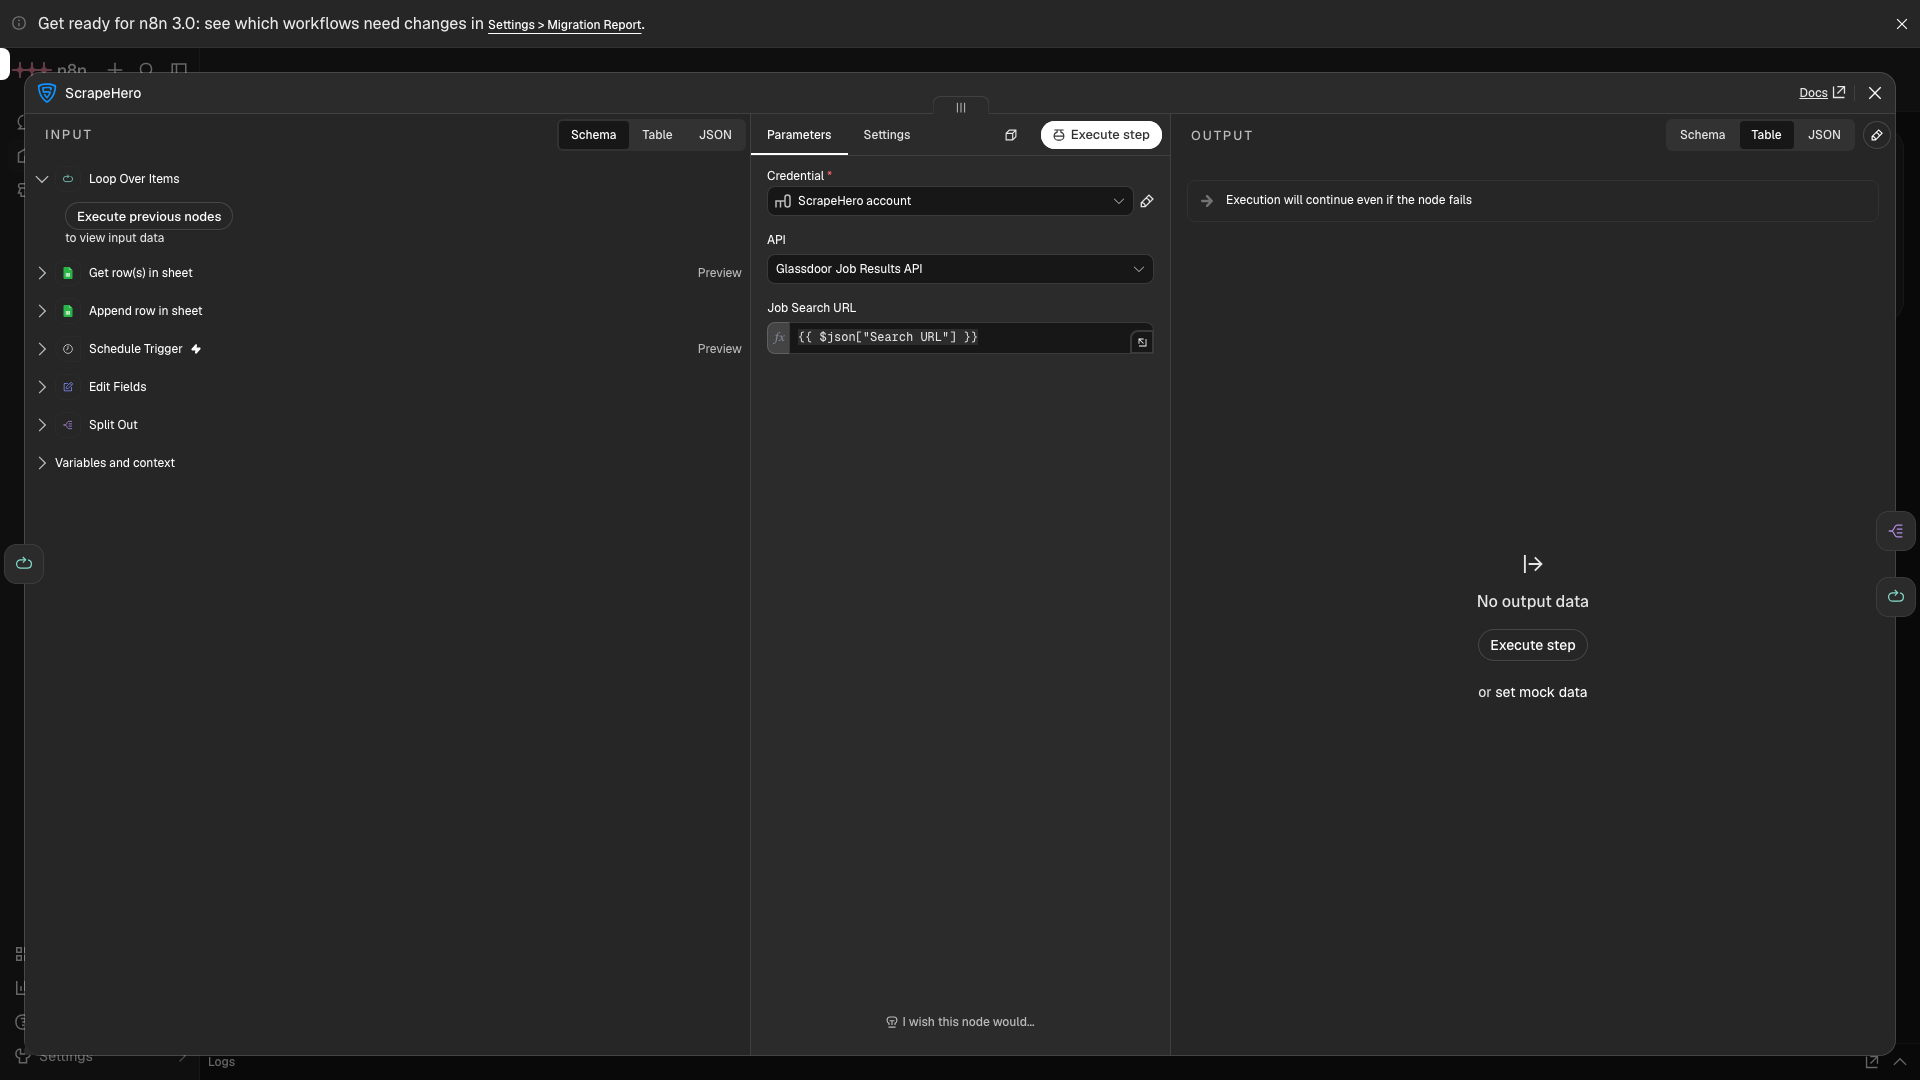 Get ready for n8n 3.0: see which workflows need changes in Settings > Migration Report.
n8n
ScrapeHero
Docs
INPUT
Schema
Table
JSON
Loop Over Items
Execute previous nodes
to view input data
Get row(s) in sheet
Preview
Append row in sheet
Schedule Trigger
Preview
Edit Fields
Split Out
Variables and context
Parameters
Settings
Execute step
Credential *
ScrapeHero account
API
Glassdoor Job Results API
Job Search URL
fx
{{ $json["Search URL"] }}
I wish this node would...
OUTPUT
Schema
Table
JSON
Execution will continue even if the node fails
No output data
Execute step
or set mock data
Settings
Logs